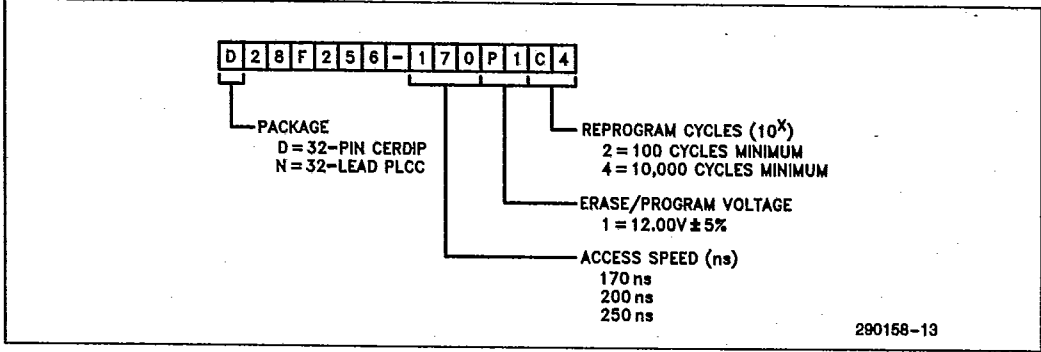 D28F256-170P1C4
PACKAGE
D = 32-PIN CERDIP
N = 32-LEAD PLCC
REPROGRAM CYCLES (10^X)
2 = 100 CYCLES MINIMUM
4 = 10,000 CYCLES MINIMUM
ERASE/PROGRAM VOLTAGE
1 = 12.00V ± 5%
ACCESS SPEED (ns)
170 ns
200 ns
250 ns
290158-13